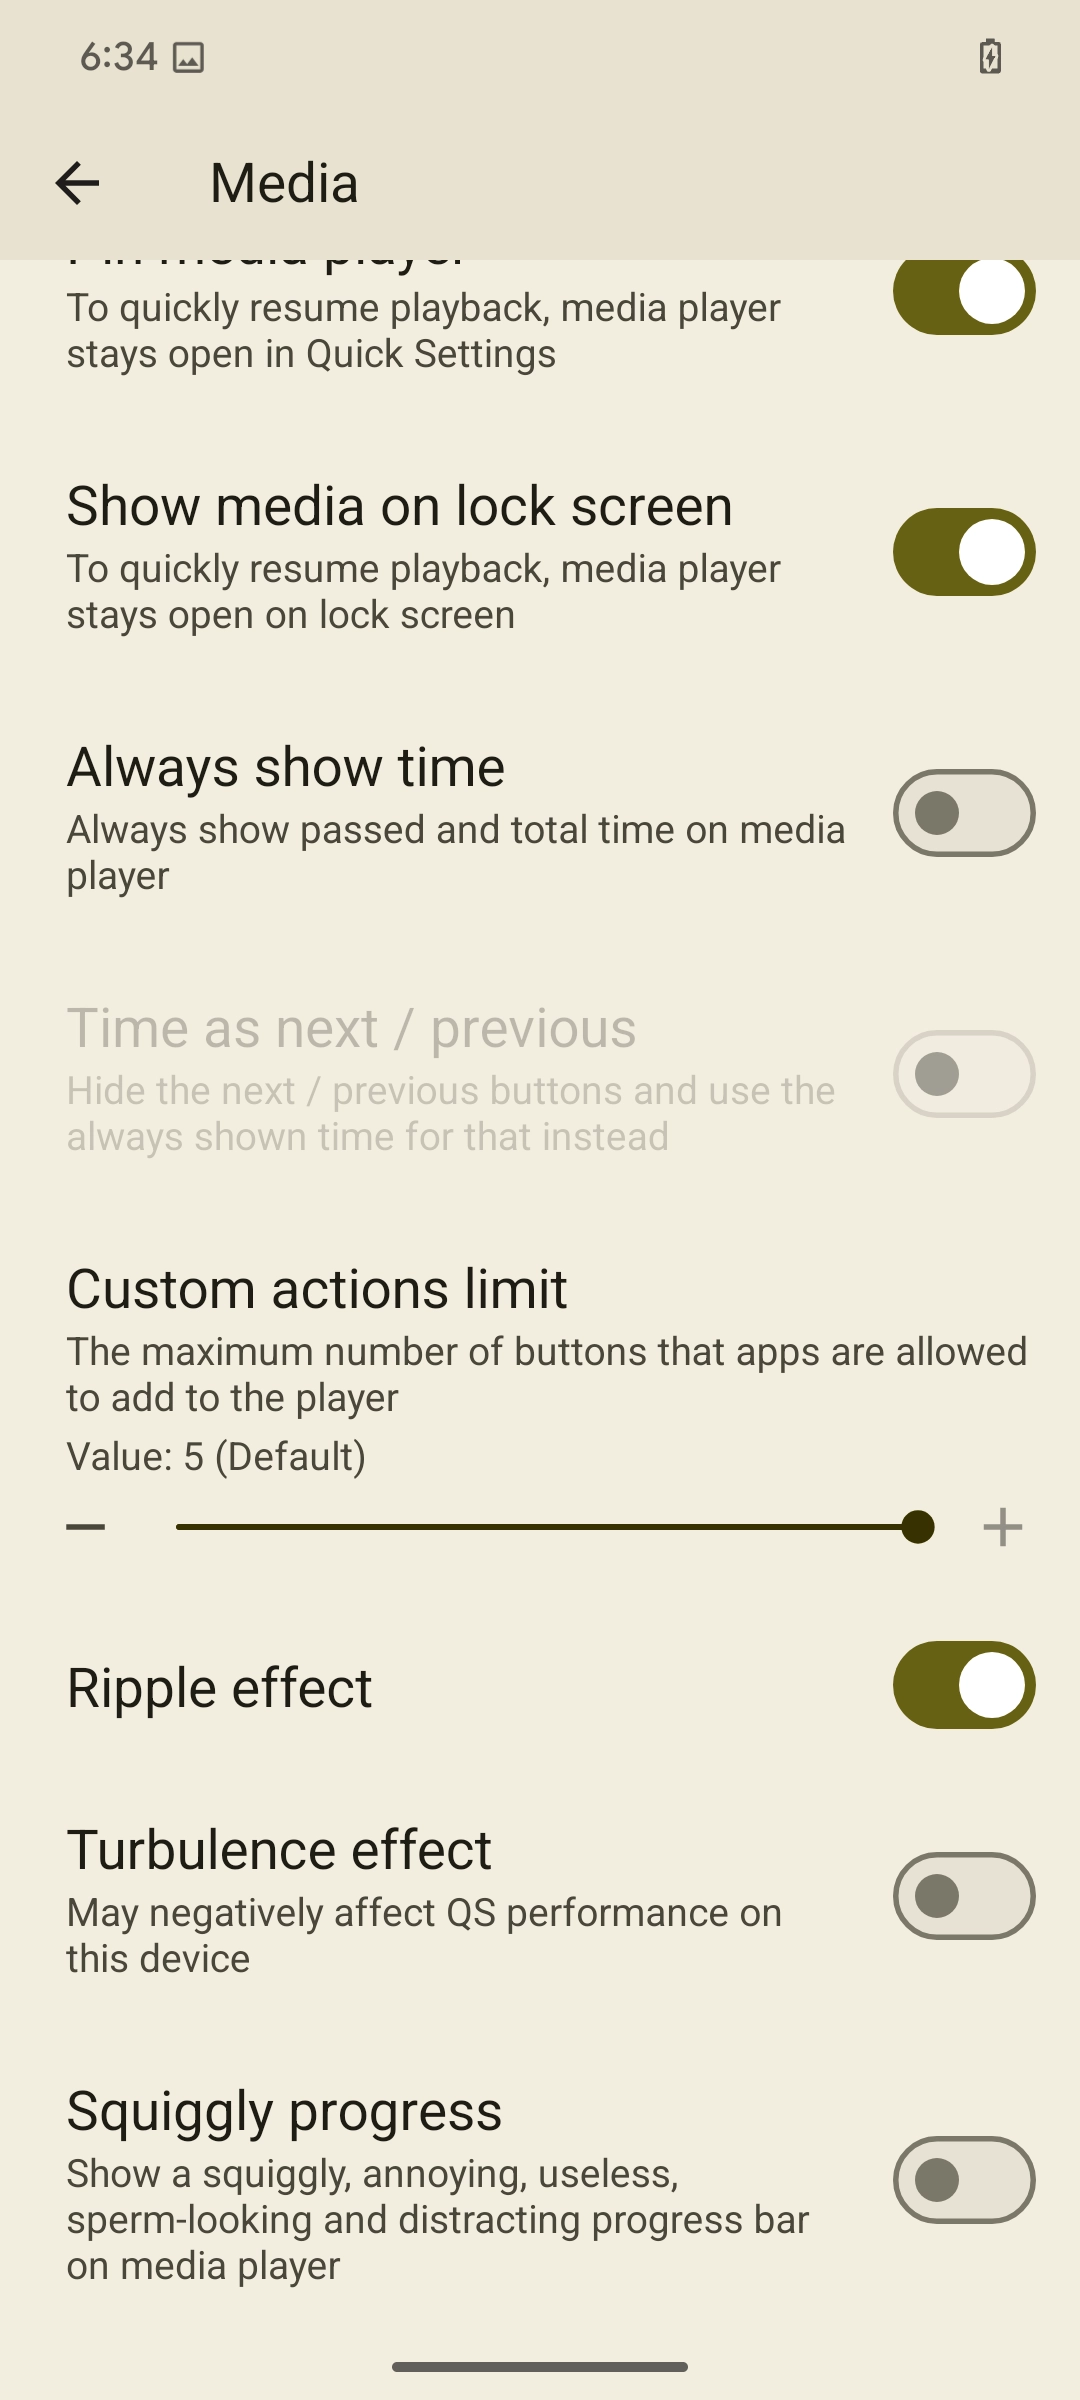 6:34
Media
Pin media player
To quickly resume playback, media player
stays open in Quick Settings
Show media on lock screen
To quickly resume playback, media player
stays open on lock screen
Always show time
Always show passed and total time on media
player
Time as next / previous
Hide the next / previous buttons and use the
always shown time for that instead
Custom actions limit
The maximum number of buttons that apps are allowed
to add to the player
Value: 5 (Default)
Ripple effect
Turbulence effect
May negatively affect QS performance on
this device
Squiggly progress
Show a squiggly, annoying, useless,
sperm-looking and distracting progress bar
on media player